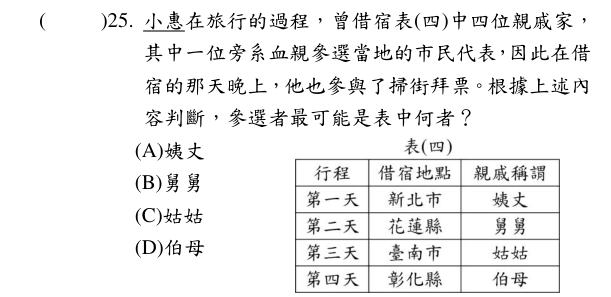 (　　)25. 小惠在旅行的過程，曾借宿表(四)中四位親戚家，
其中一位旁系血親參選當地的市民代表，因此在借
宿的那天晚上，他也參與了掃街拜票。根據上述內
容判斷，參選者最可能是表中何者？
(A)姨丈
(B)舅舅
(C)姑姑
(D)伯母
表(四)
行程 借宿地點 親戚稱謂
第一天 新北市 姨丈
第二天 花蓮縣 舅舅
第三天 臺南市 姑姑
第四天 彰化縣 伯母